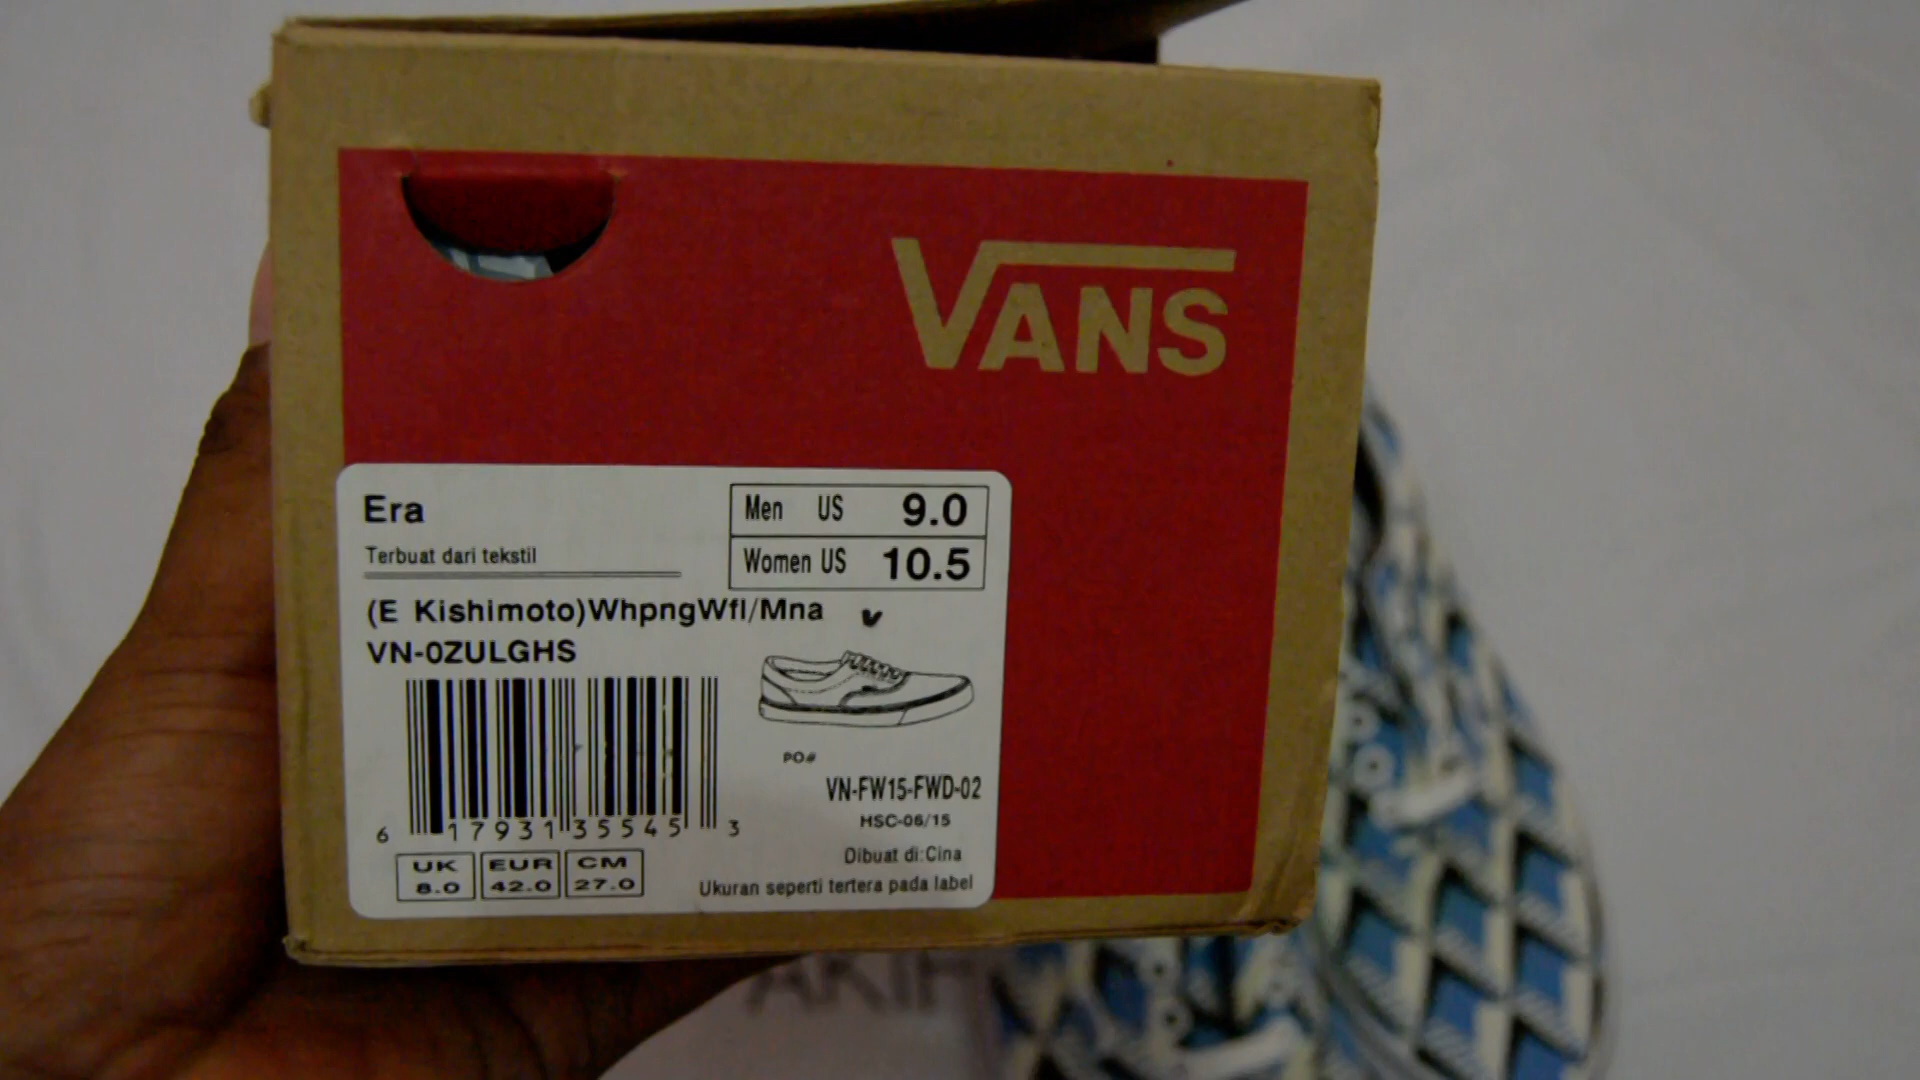 VANS
Era
Terbuat dari tekstil
Men US 9.0
Women US 10.5
(E Kishimoto)WhpngWfl/Mna
VN-0ZULGHS
6 17931 35545 3
PO#
VN-FW15-FWD-02
HSC-06/15
Dibuat di:Cina
Ukuran seperti tertera pada label
UK 8.0
EUR 42.0
CM 27.0